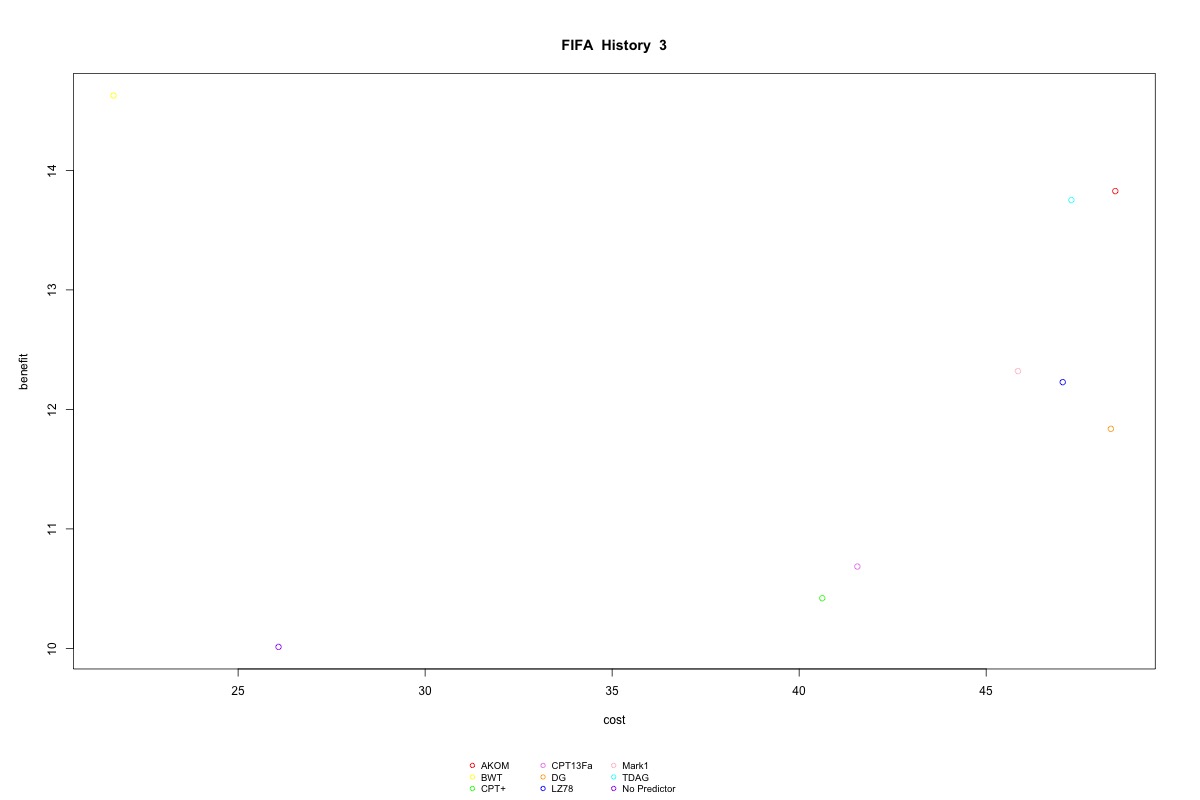 FIFA History 3
14
13
12
11
10
benefit
25 30 35 40 45
cost
AKOM CPT13Fa Mark1
BWT DG TDAG
CPT+ LZ78 No Predictor